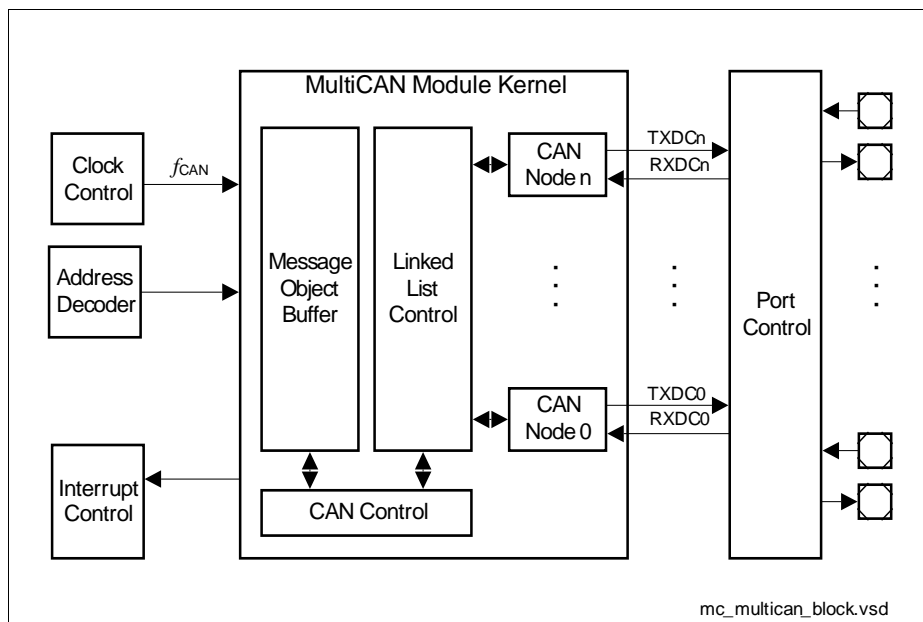 MultiCAN Module Kernel
Clock
Control
fCAN
Address
Decoder
Interrupt
Control
Message
Object
Buffer
Linked
List
Control
CAN Control
CAN
Node n
CAN
Node 0
TXDCn
RXDCn
TXDC0
RXDC0
Port
Control
mc_multican_block.vsd